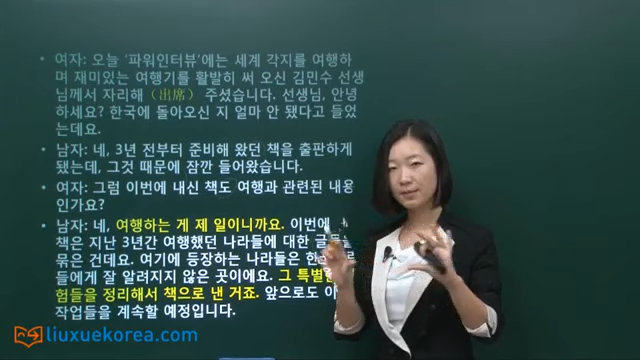 • 여자: 오늘 '파워인터뷰'에는 세계 각지를 여행하
며 재미있는 여행기를 활발히 써 오신 김민수 선생
님께서 자리해(出席) 주셨습니다. 선생님, 안녕
하세요? 한국에 돌아오신 지 얼마 안 됐다고 들었
는데요.
• 남자: 네, 3년 전부터 준비해 왔던 책을 출판하게
됐는데, 그것 때문에 잠깐 들어왔습니다.
• 여자: 그럼 이번에 내신 책도 여행과 관련된 내용
인가요?
• 남자: 네, 여행하는 게 제 일이니까요. 이번에
책은 지난 3년간 여행했던 나라들에 대한
묶은 건데요. 여기에 등장하는 나라들은
들에게 잘 알려지지 않은 곳이에요. 그
험들을 정리해서 책으로 낸 거죠. 앞으로도
작업들을 계속할 예정입니다.
liuxuekorea.com